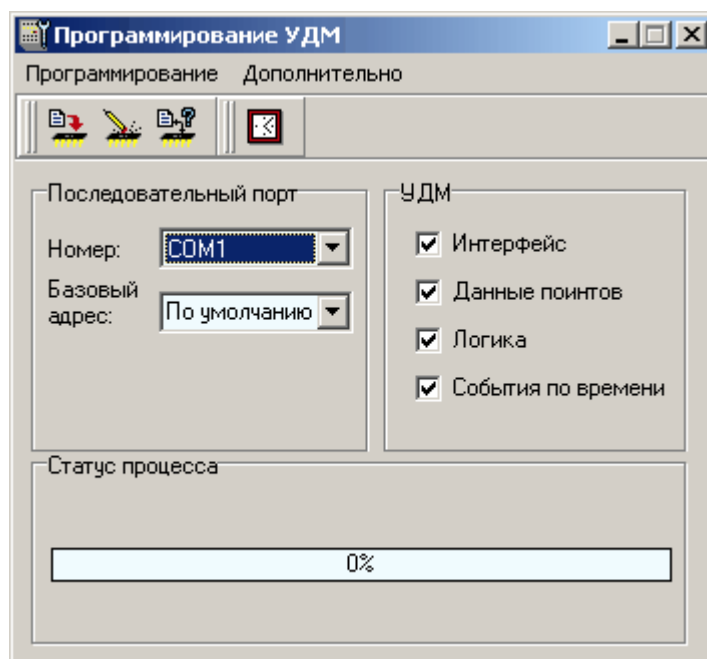 Программирование УДМ
Программирование Дополнительно
Последовательный порт
Номер: COM1
Базовый
адрес: По умолчанию
УДМ
Интерфейс
Данные поинтов
Логика
События по времени
Статус процесса
0%